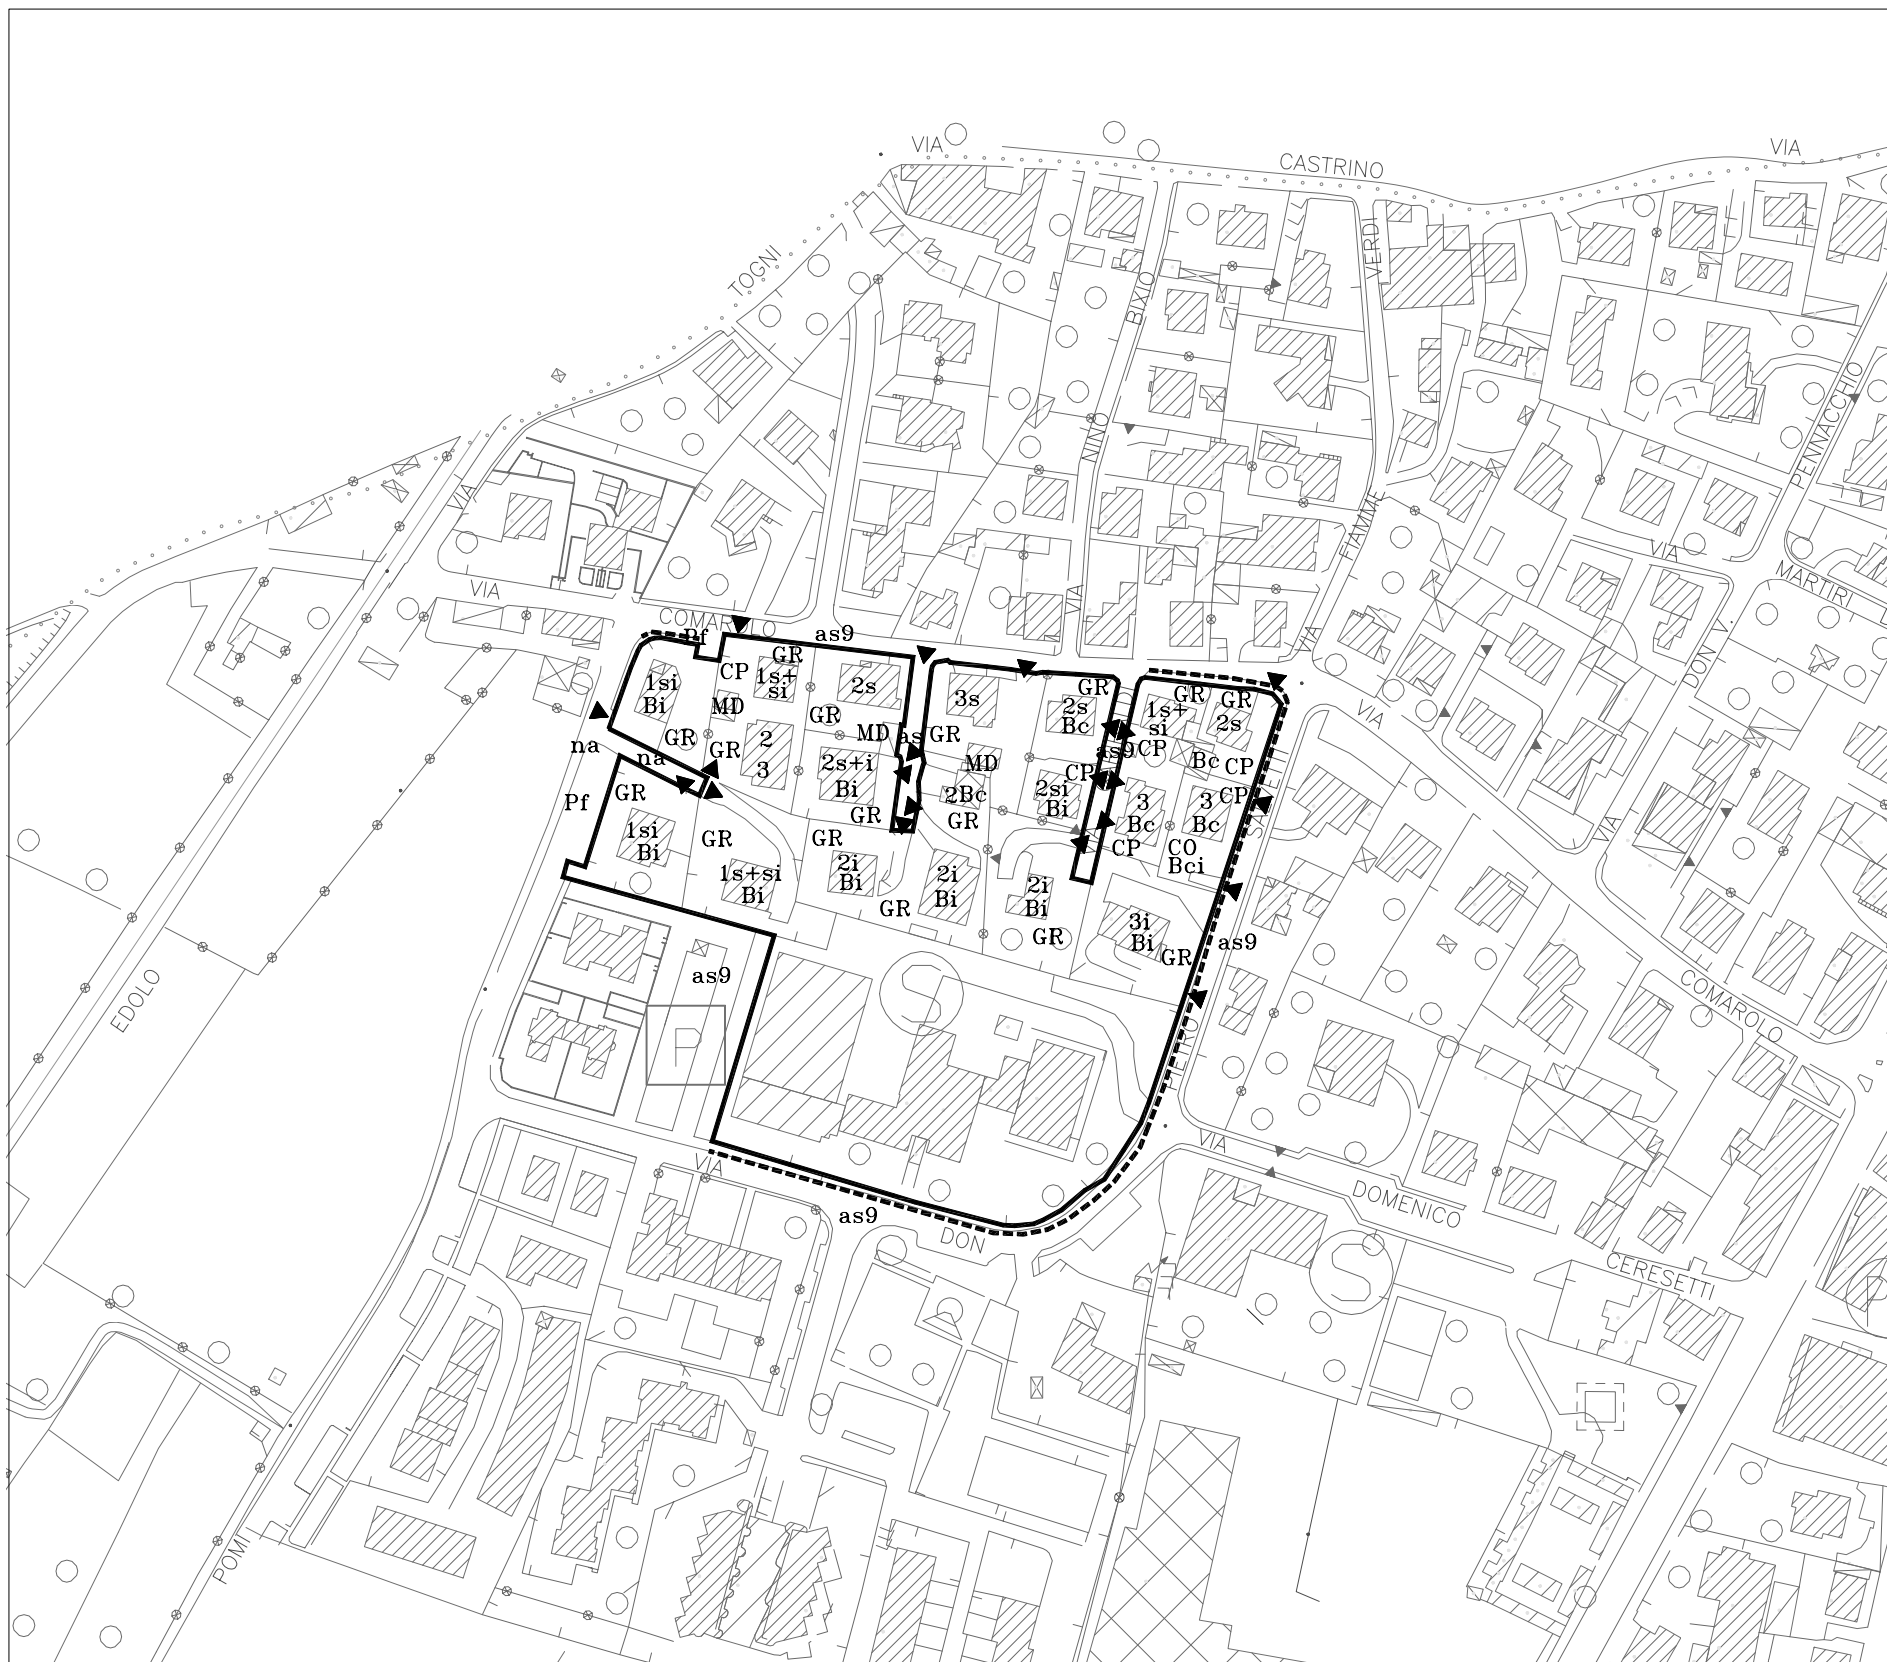 VIA
CASTRINO
VIA
TOGNI
VERDI
BIXIO
PENNACCHIO
NINO
VIA
FIAMME
VIA
VIA
MARTIRI
VIA
COMAROLO
Pf
as9
VIA
VIA
DON V.
GR
CP
1s+
si
1si
Bi
MD
2s
3s
GR
2s
Bc
GR
1s+
si
GR
2s
VIA
GR
MD
as
GR
as9
CP
na
GR
na
GR
2
3
2s+i
Bi
MD
CP
Bc
CP
Pf
GR
2Bc
2si
Bi
3
Bc
3
Bc
CP
GR
GR
1si
Bi
GR
GR
CP
CO
Bci
VIA
1s+si
Bi
2i
Bi
2i
Bi
2i
Bi
GR
GR
3i
Bi
GR
as9
as9
EDOLO
S
COMAROLO
P
PIETRO
VIA
VIA
DOMENICO
as9
DON
CERESETTI
S
POMI